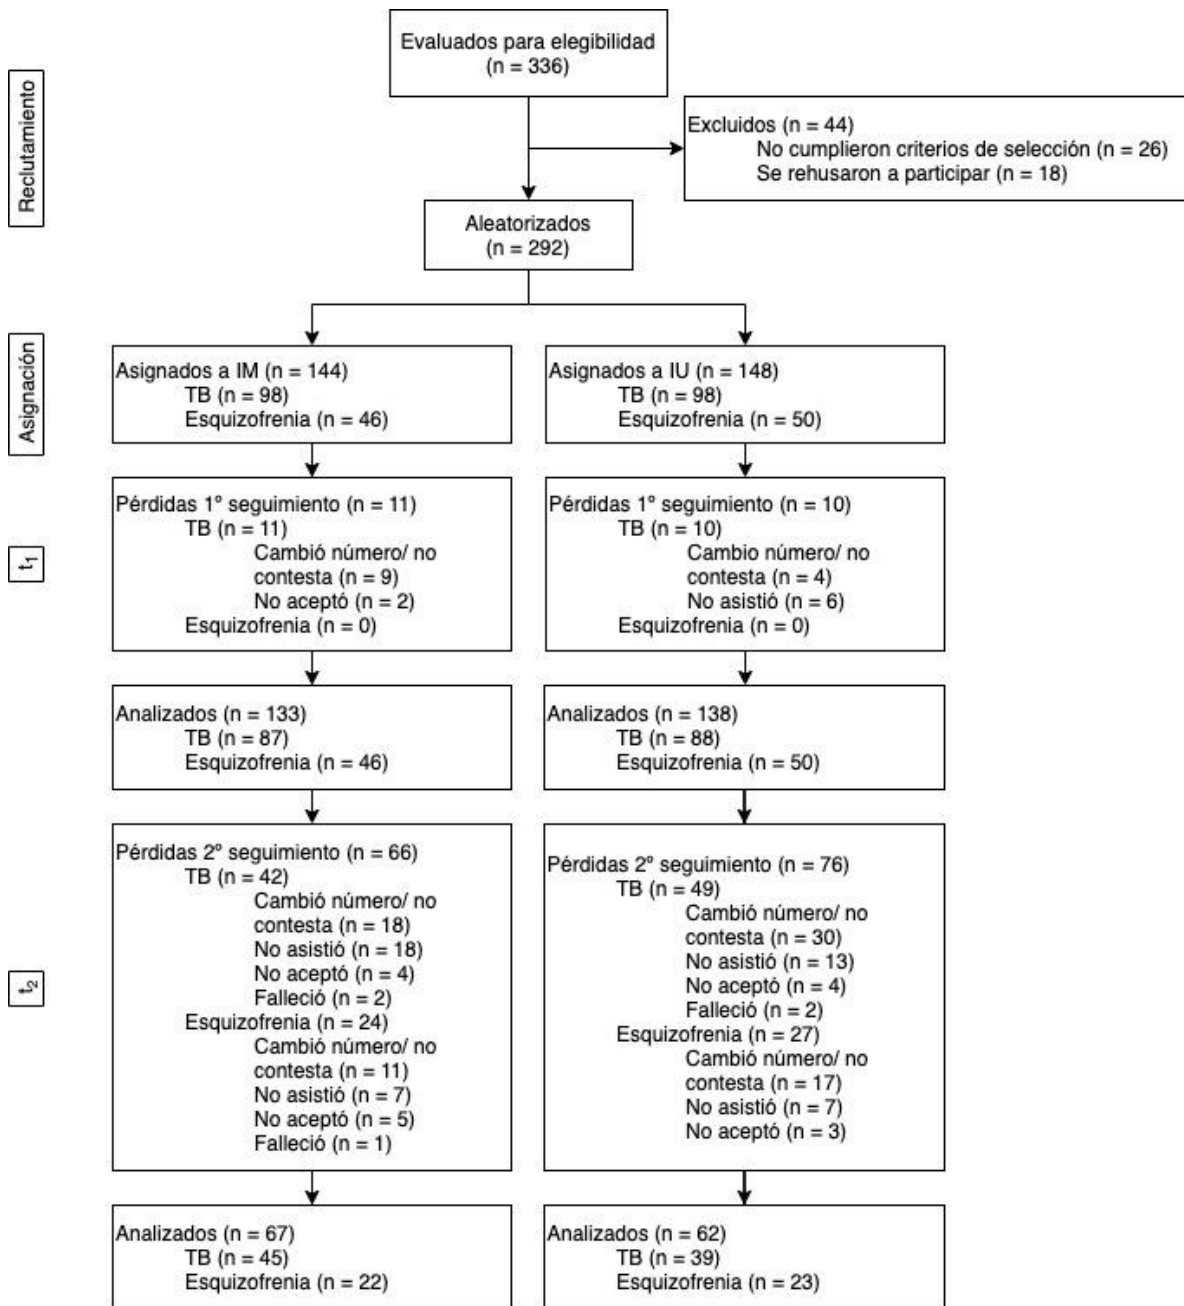 Evaluados para elegibilidad
(n = 336)
Reclutamiento
Excluidos (n = 44)
No cumplieron criterios de selección (n = 26)
Se rehusaron a participar (n = 18)
Aleatorizados
(n = 292)
Asignación
Asignados a IM (n = 144)
TB (n = 98)
Esquizofrenia (n = 46)
Asignados a IU (n = 148)
TB (n = 98)
Esquizofrenia (n = 50)
t₁
Pérdidas 1º seguimiento (n = 11)
TB (n = 11)
Cambió número/ no
contesta (n = 9)
No aceptó (n = 2)
Esquizofrenia (n = 0)
Pérdidas 1º seguimiento (n = 10)
TB (n = 10)
Cambio número/ no
contesta (n = 4)
No asistió (n = 6)
Esquizofrenia (n = 0)
Analizados (n = 133)
TB (n = 87)
Esquizofrenia (n = 46)
Analizados (n = 138)
TB (n = 88)
Esquizofrenia (n = 50)
t₂
Pérdidas 2º seguimiento (n = 66)
TB (n = 42)
Cambió número/ no
contesta (n = 18)
No asistió (n = 18)
No aceptó (n = 4)
Falleció (n = 2)
Esquizofrenia (n = 24)
Cambió número/ no
contesta (n = 11)
No asistió (n = 7)
No aceptó (n = 5)
Falleció (n = 1)
Pérdidas 2º seguimiento (n = 76)
TB (n = 49)
Cambió número/ no
contesta (n = 30)
No asistió (n = 13)
No aceptó (n = 4)
Falleció (n = 2)
Esquizofrenia (n = 27)
Cambió número/ no
contesta (n = 17)
No asistió (n = 7)
No aceptó (n = 3)
Analizados (n = 67)
TB (n = 45)
Esquizofrenia (n = 22)
Analizados (n = 62)
TB (n = 39)
Esquizofrenia (n = 23)